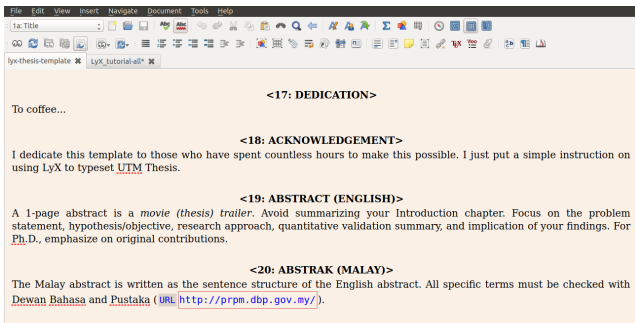 File Edit View Insert Navigate Document Tools Help
1a: Title
lyx-thesis-template LyX_tutorial-all*
<17: DEDICATION>
To coffee...
<18: ACKNOWLEDGEMENT>
I dedicate this template to those who have spent countless hours to make this possible. I just put a simple instruction on
using LyX to typeset UTM Thesis.
<19: ABSTRACT (ENGLISH)>
A 1-page abstract is a movie (thesis) trailer. Avoid summarizing your Introduction chapter. Focus on the problem
statement, hypothesis/objective, research approach, quantitative validation summary, and implication of your findings. For
Ph.D., emphasize on original contributions.
<20: ABSTRAK (MALAY)>
The Malay abstract is written as the sentence structure of the English abstract. All specific terms must be checked with
Dewan Bahasa and Pustaka ( URL http://prpm.dbp.gov.my/ ).